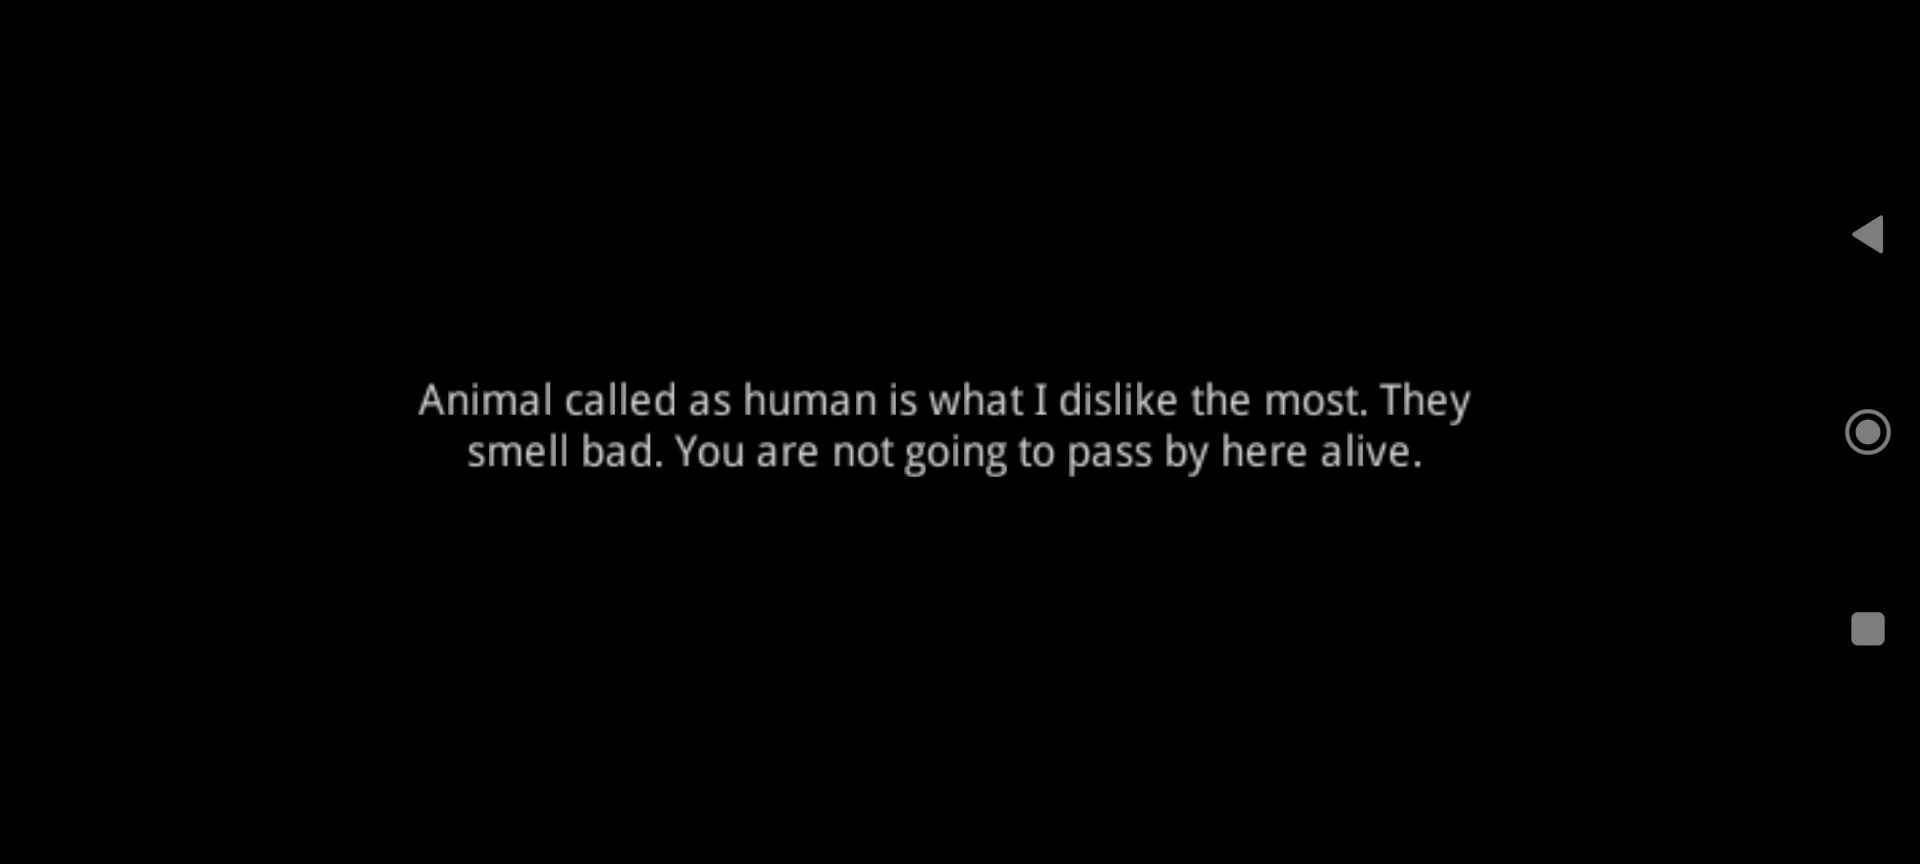 Animal called as human is what I dislike the most. They
smell bad. You are not going to pass by here alive.